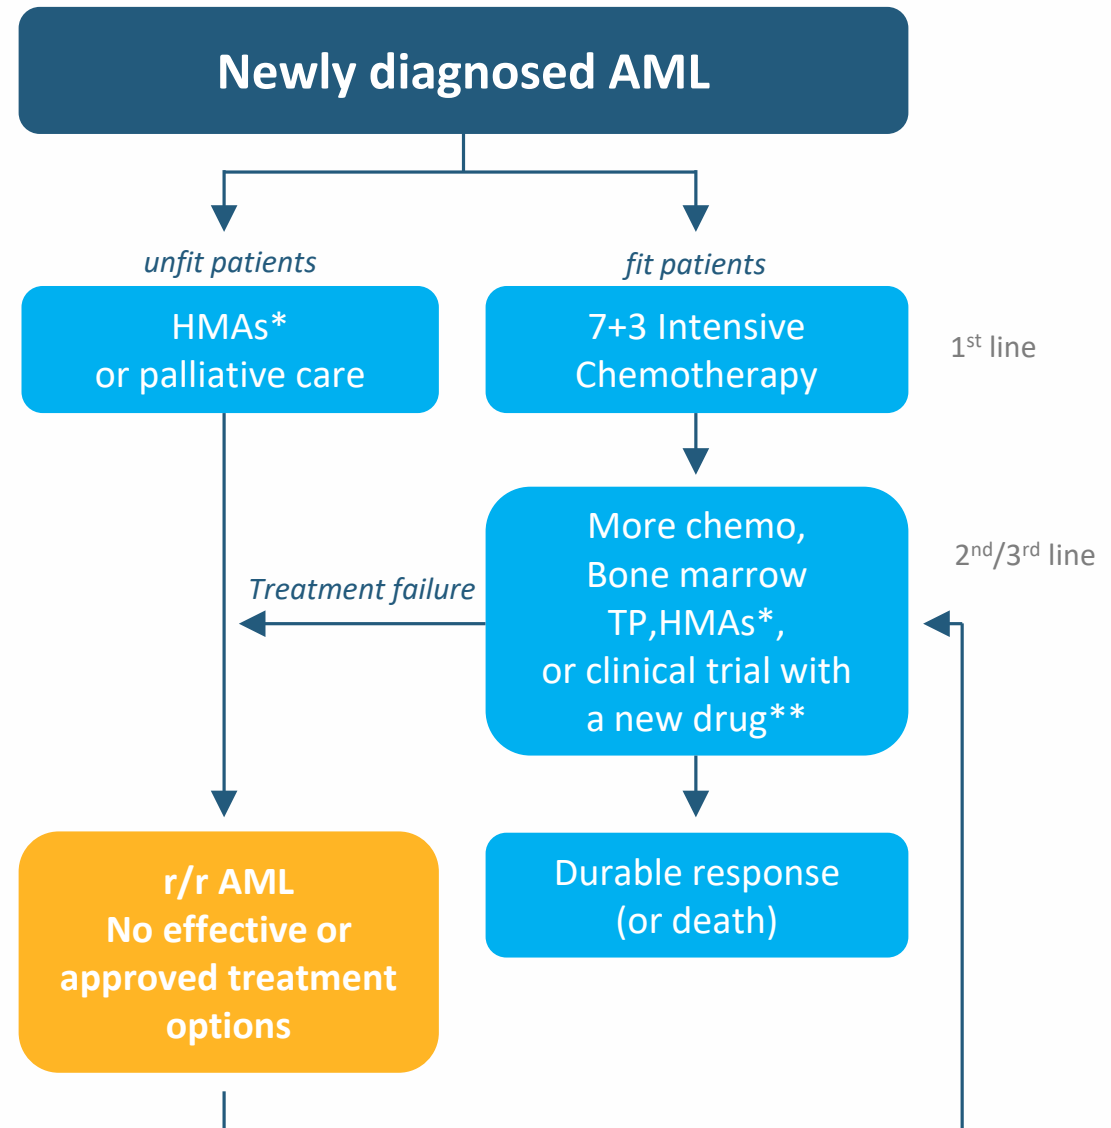 Newly diagnosed AML
unfit patients
fit patients
HMAs*
or palliative care
7+3 Intensive
Chemotherapy
1st line
More chemo,
Bone marrow
TP,HMAs*,
or clinical trial with
a new drug**
2nd/3rd line
Treatment failure
r/r AML
No effective or
approved treatment
options
Durable response
(or death)